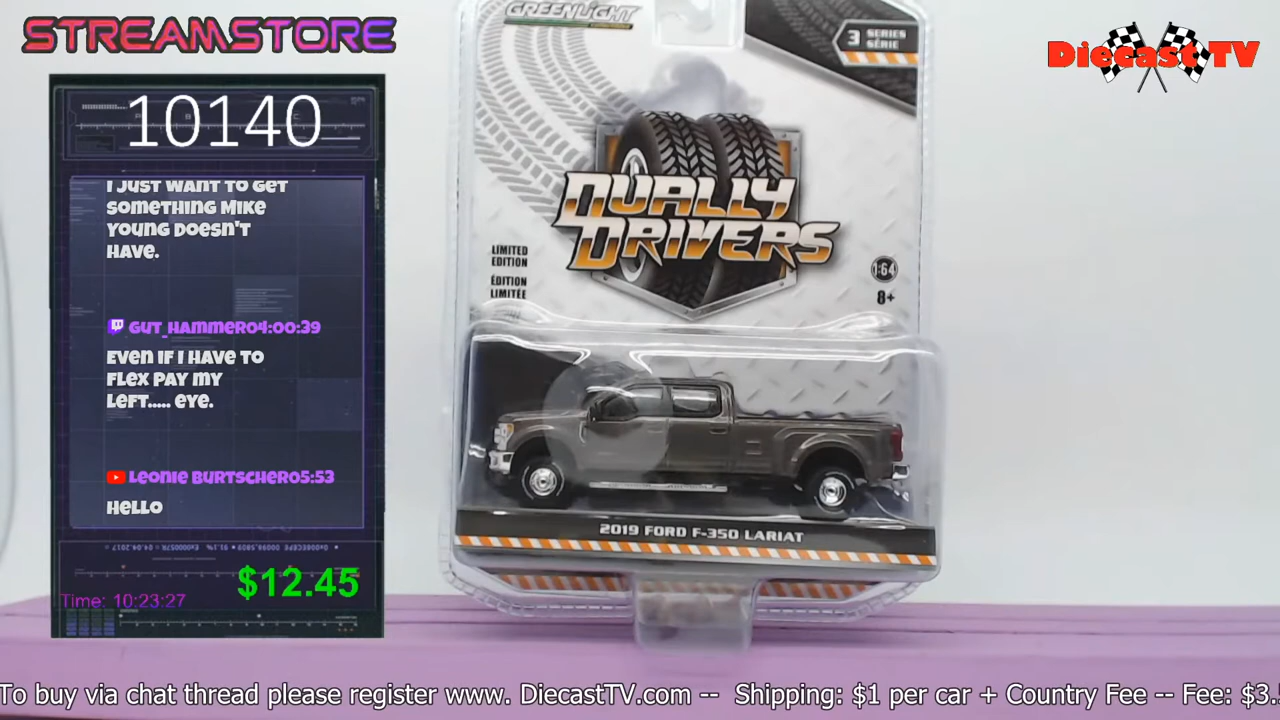 STREAMSTORE
10140
I JUST WANT TO GET
SOMETHING MIKE
YOUNG DOESN'T
HAVE.
GUT_HAMMER04:00:39
EVEN IF I HAVE TO
FLEX PAY MY
LEFT..... EYE.
LEONIE BURTSCHER05:53
HELLO
$12.45
Time: 10:23:27
GREENLIGHT
3 SERIES
SÉRIE
DUALLY
DRIVERS
LIMITED
EDITION
ÉDITION
LIMITÉE
1:64
8+
2019 FORD F-350 LARIAT
Diecast TV
To buy via chat thread please register www. DiecastTV.com -- Shipping: $1 per car + Country Fee -- Fee: $3.